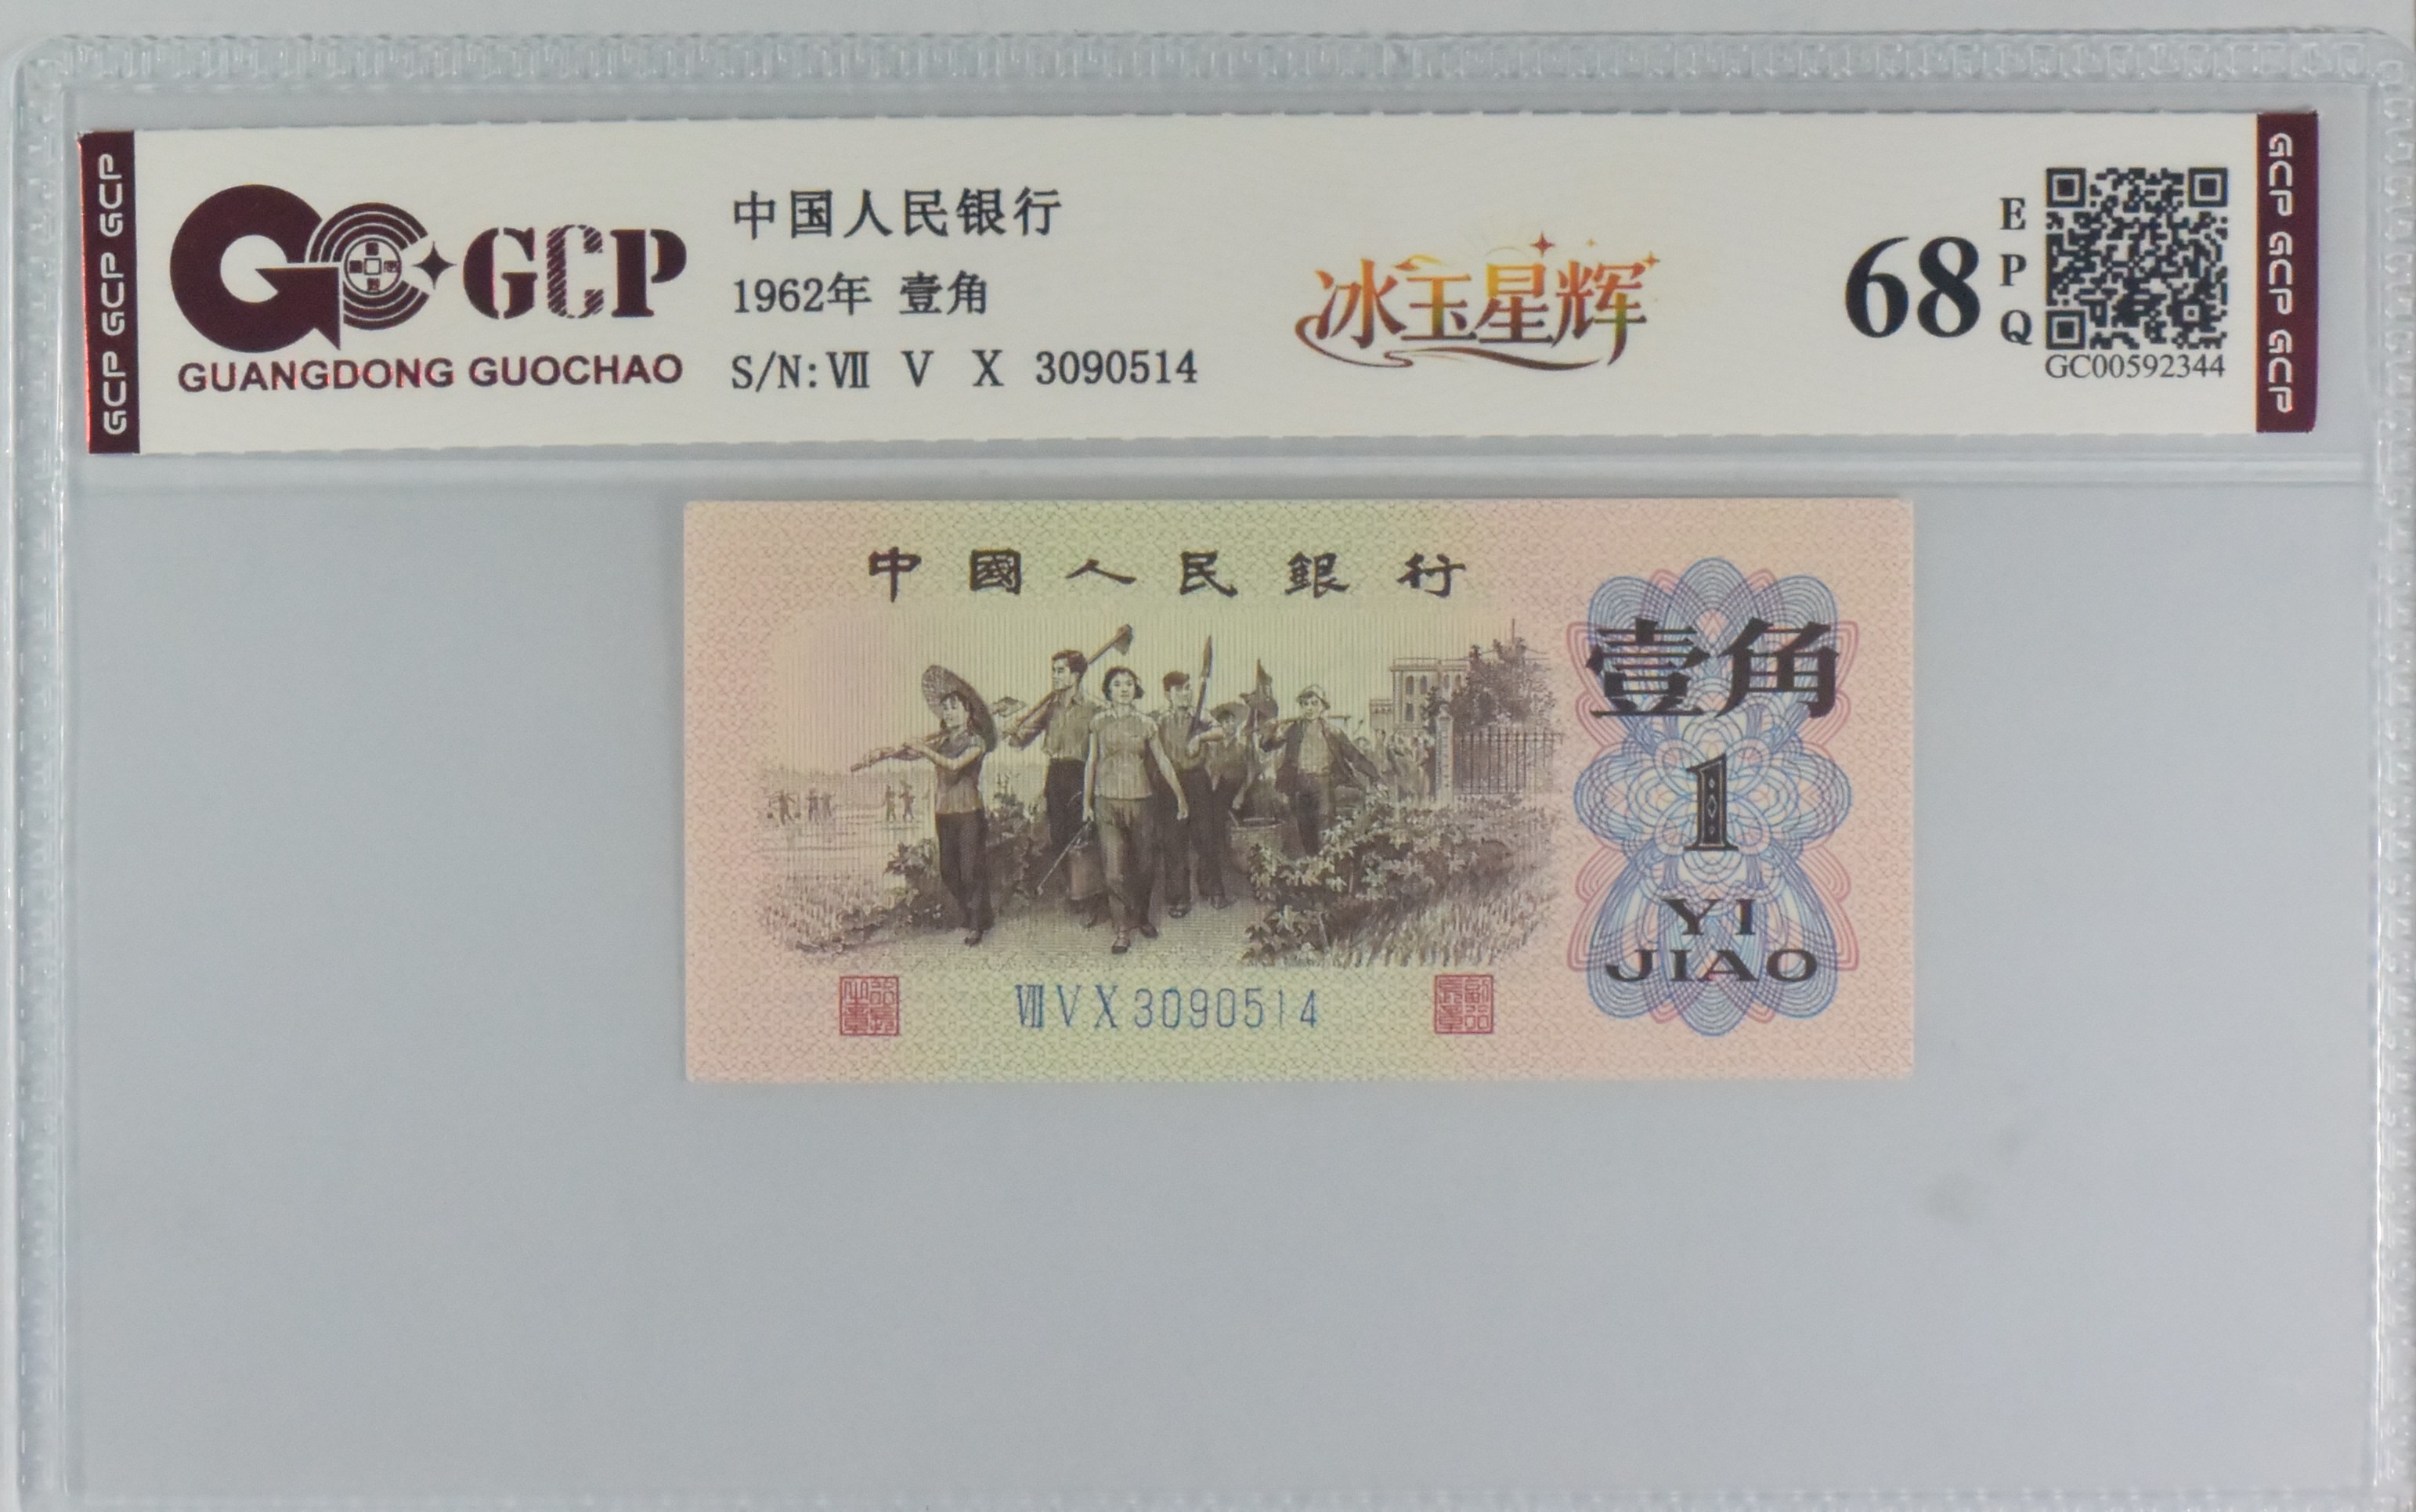 GCP GCP GCP
GCP
GUANGDONG GUOCHAO
中国人民银行
1962年 壹角
S/N:Ⅶ V X 3090514
冰玉星辉
68
EPQ
GC00592344
GCP GCP GCP
中國人民銀行
壹角
1
YI
JIAO
V X 3090514